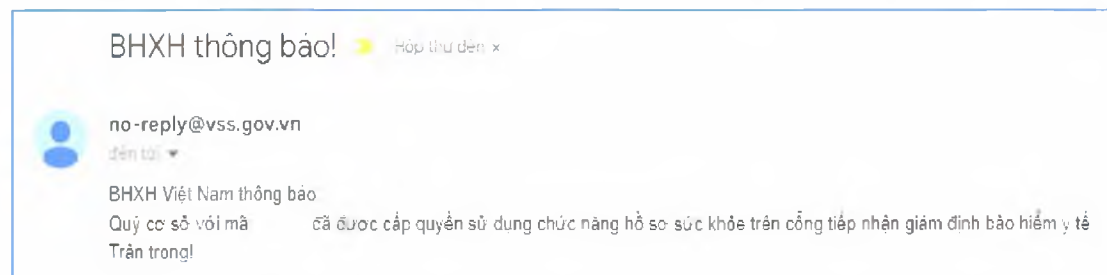 BHXH thông báo! Hộp thư đến ×
no-reply@vss.gov.vn
đến tôi
BHXH Việt Nam thông báo
Quý cơ sở với mã đã được cấp quyền sử dụng chức năng hồ sơ sức khỏe trên cổng tiếp nhận giám định bảo hiểm y tế
Trân trọng!